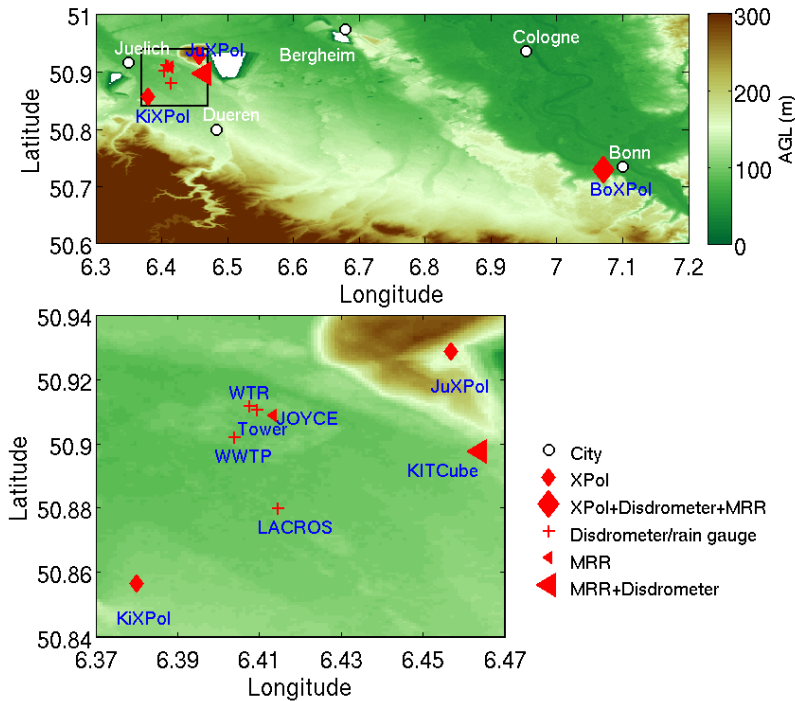 51
50.9
50.8
50.7
50.6
Latitude
Juelich
JuXPol
KiXPol
Dueren
Bergheim
Cologne
Bonn
BoXPol
6.3 6.4 6.5 6.6 6.7 6.8 6.9 7 7.1 7.2
Longitude
300
200
100
0
AGL (m)
50.94
50.92
50.9
50.88
50.86
50.84
Latitude
JuXPol
WTR
JOYCE
Tower
WWTP
KITCube
LACROS
KiXPol
6.37 6.39 6.41 6.43 6.45 6.47
Longitude
City
XPol
XPol+Disdrometer+MRR
Disdrometer/rain gauge
MRR
MRR+Disdrometer